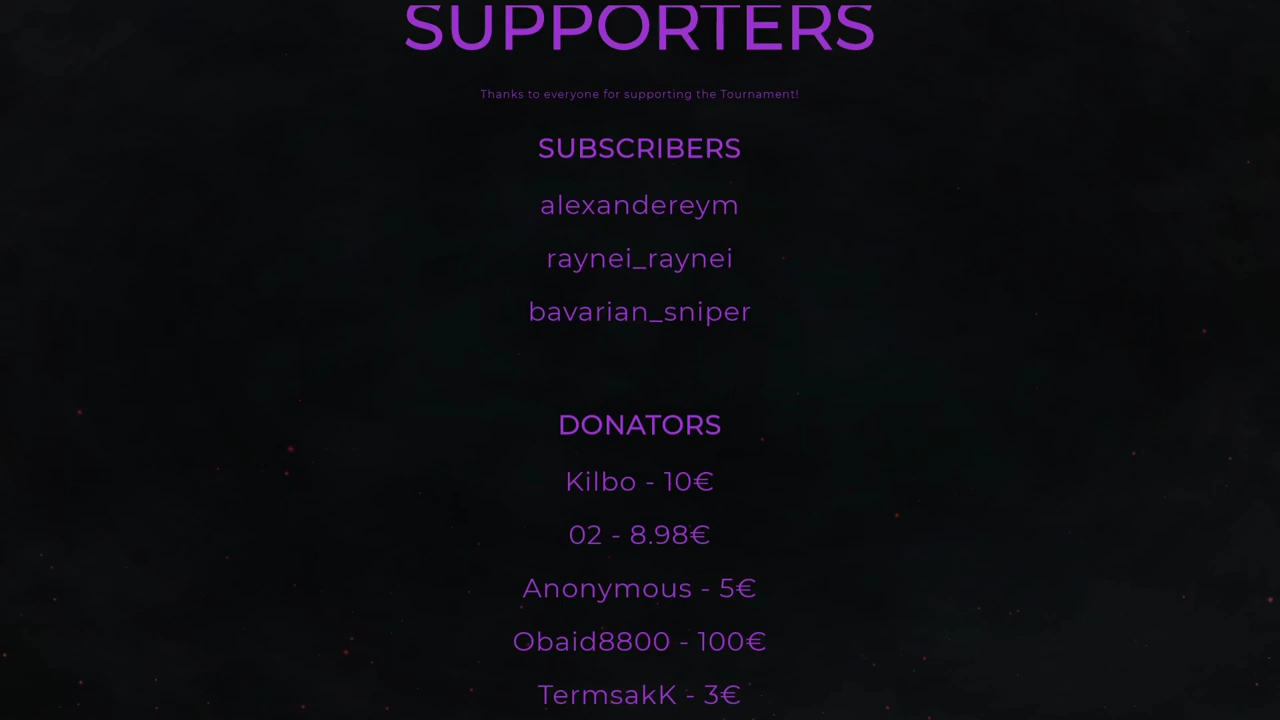 SUPPORTERS
Thanks to everyone for supporting the Tournament!
SUBSCRIBERS
alexandereym
raynei_raynei
bavarian_sniper
DONATORS
Kilbo - 10€
02 - 8.98€
Anonymous - 5€
Obaid8800 - 100€
TermsakK - 3€